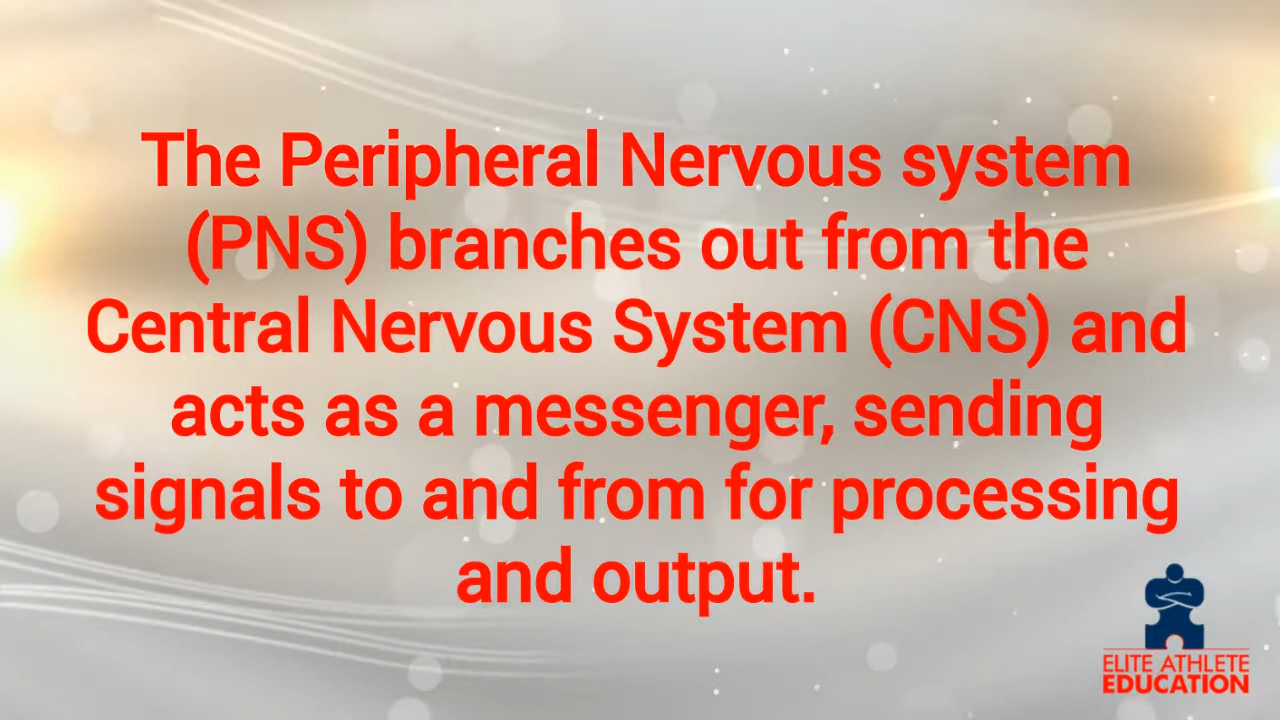 The Peripheral Nervous system
(PNS) branches out from the
Central Nervous System (CNS) and
acts as a messenger, sending
signals to and from for processing
and output.
ELITE ATHLETE
EDUCATION